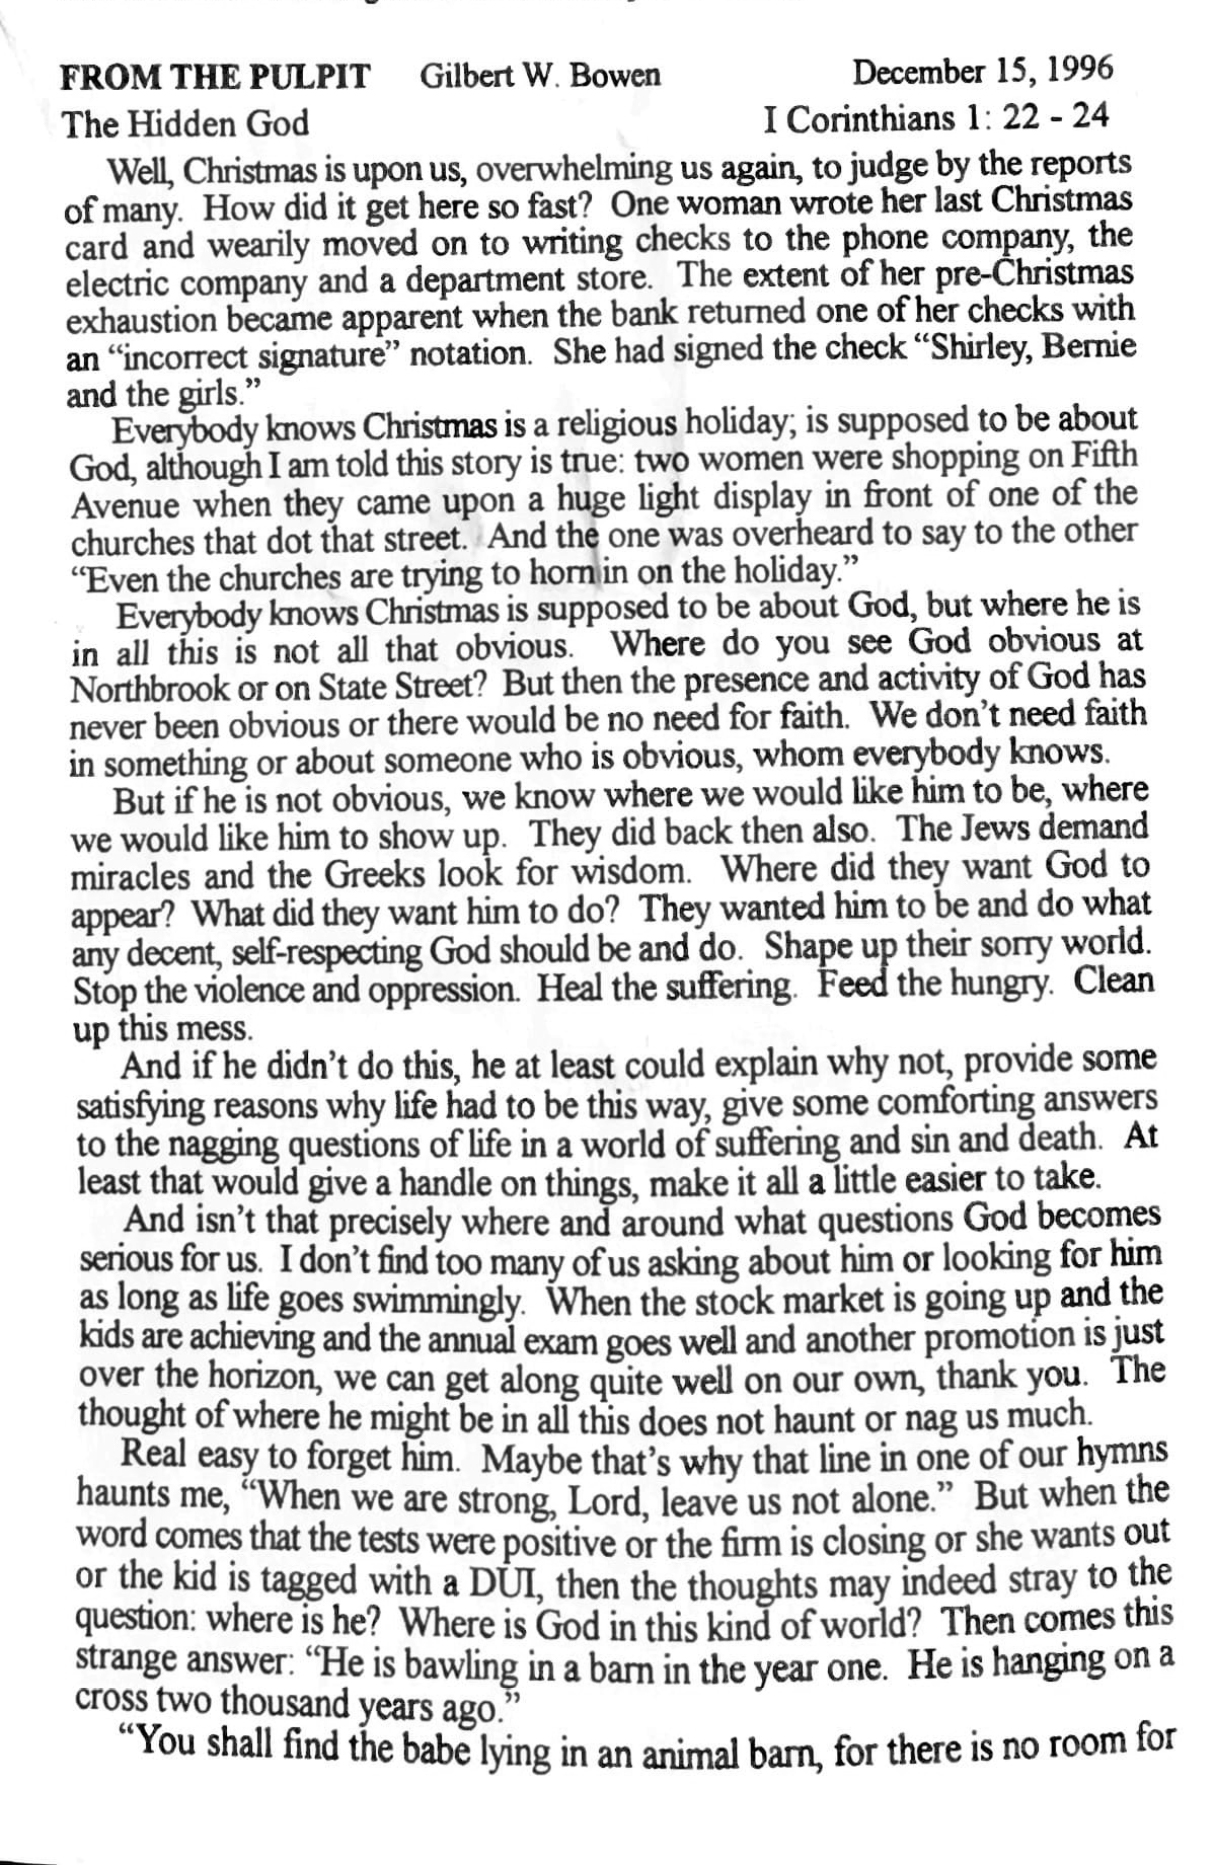 FROM THE PULPIT Gilbert W. Bowen December 15, 1996
The Hidden God I Corinthians 1: 22 - 24
Well, Christmas is upon us, overwhelming us again, to judge by the reports
of many. How did it get here so fast? One woman wrote her last Christmas
card and wearily moved on to writing checks to the phone company, the
electric company and a department store. The extent of her pre-Christmas
exhaustion became apparent when the bank returned one of her checks with
an “incorrect signature” notation. She had signed the check “Shirley, Bernie
and the girls.”
Everybody knows Christmas is a religious holiday; is supposed to be about
God, although I am told this story is true: two women were shopping on Fifth
Avenue when they came upon a huge light display in front of one of the
churches that dot that street. And the one was overheard to say to the other
“Even the churches are trying to horn in on the holiday.”
Everybody knows Christmas is supposed to be about God, but where he is
in all this is not all that obvious. Where do you see God obvious at
Northbrook or on State Street? But then the presence and activity of God has
never been obvious or there would be no need for faith. We don’t need faith
in something or about someone who is obvious, whom everybody knows.
But if he is not obvious, we know where we would like him to be, where
we would like him to show up. They did back then also. The Jews demand
miracles and the Greeks look for wisdom. Where did they want God to
appear? What did they want him to do? They wanted him to be and do what
any decent, self-respecting God should be and do. Shape up their sorry world.
Stop the violence and oppression. Heal the suffering. Feed the hungry. Clean
up this mess.
And if he didn’t do this, he at least could explain why not, provide some
satisfying reasons why life had to be this way, give some comforting answers
to the nagging questions of life in a world of suffering and sin and death. At
least that would give a handle on things, make it all a little easier to take.
And isn’t that precisely where and around what questions God becomes
serious for us. I don’t find too many of us asking about him or looking for him
as long as life goes swimmingly. When the stock market is going up and the
kids are achieving and the annual exam goes well and another promotion is just
over the horizon, we can get along quite well on our own, thank you. The
thought of where he might be in all this does not haunt or nag us much.
Real easy to forget him. Maybe that’s why that line in one of our hymns
haunts me, “When we are strong, Lord, leave us not alone.” But when the
word comes that the tests were positive or the firm is closing or she wants out
or the kid is tagged with a DUI, then the thoughts may indeed stray to the
question: where is he? Where is God in this kind of world? Then comes this
strange answer: “He is bawling in a barn in the year one. He is hanging on a
cross two thousand years ago.”
“You shall find the babe lying in an animal barn, for there is no room for